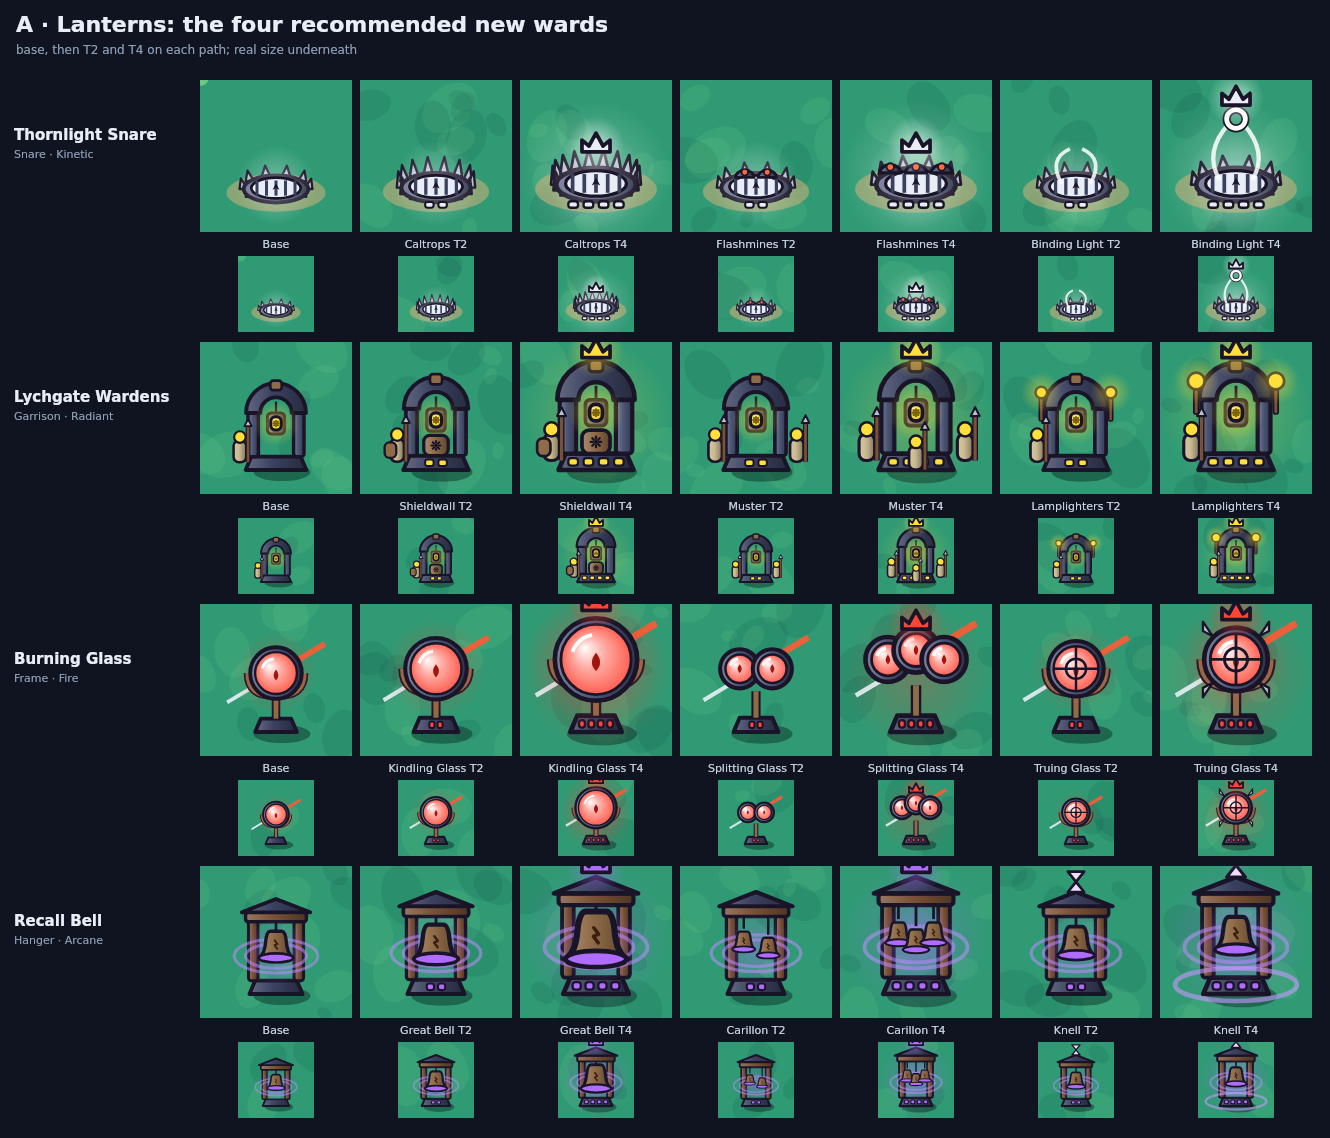 A · Lanterns: the four recommended new wards
base, then T2 and T4 on each path; real size underneath
Thornlight Snare
Snare · Kinetic
Base
Caltrops T2
Caltrops T4
Flashmines T2
Flashmines T4
Binding Light T2
Binding Light T4
Lychgate Wardens
Garrison · Radiant
Base
Shieldwall T2
Shieldwall T4
Muster T2
Muster T4
Lamplighters T2
Lamplighters T4
Burning Glass
Frame · Fire
Base
Kindling Glass T2
Kindling Glass T4
Splitting Glass T2
Splitting Glass T4
Truing Glass T2
Truing Glass T4
Recall Bell
Hanger · Arcane
Base
Great Bell T2
Great Bell T4
Carillon T2
Carillon T4
Knell T2
Knell T4